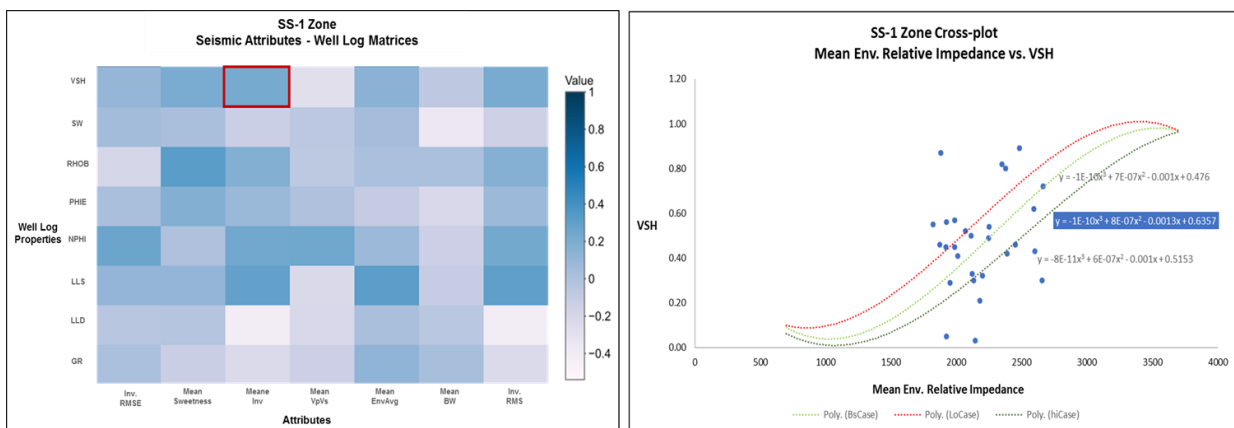 SS-1 Zone
Seismic Attributes - Well Log Matrices
Value
VSH
SW
RHOB
PHIE
Well Log
Properties
NPHI
LLS
LLD
GR
1
0.8
0.6
0.4
0.2
0
−0.2
−0.4
Inv.
RMSE
Mean
Sweetness
Meane
Inv
Mean
VpVs
Mean
EnvAvg
Mean
BW
Inv.
RMS
Attributes
SS-1 Zone Cross-plot
Mean Env. Relative Impedance vs. VSH
1.20
1.00
0.80
0.60
0.40
0.20
0.00
VSH
y = -1E-10x³ + 7E-07x² - 0.001x + 0.476
y = -1E-10x³ + 8E-07x² - 0.0013x + 0.6357
y = -8E-11x³ + 6E-07x² - 0.001x + 0.5153
0 500 1000 1500 2000 2500 3000 3500 4000
Mean Env. Relative Impedance
Poly. (BsCase) Poly. (LoCase) Poly. (hiCase)